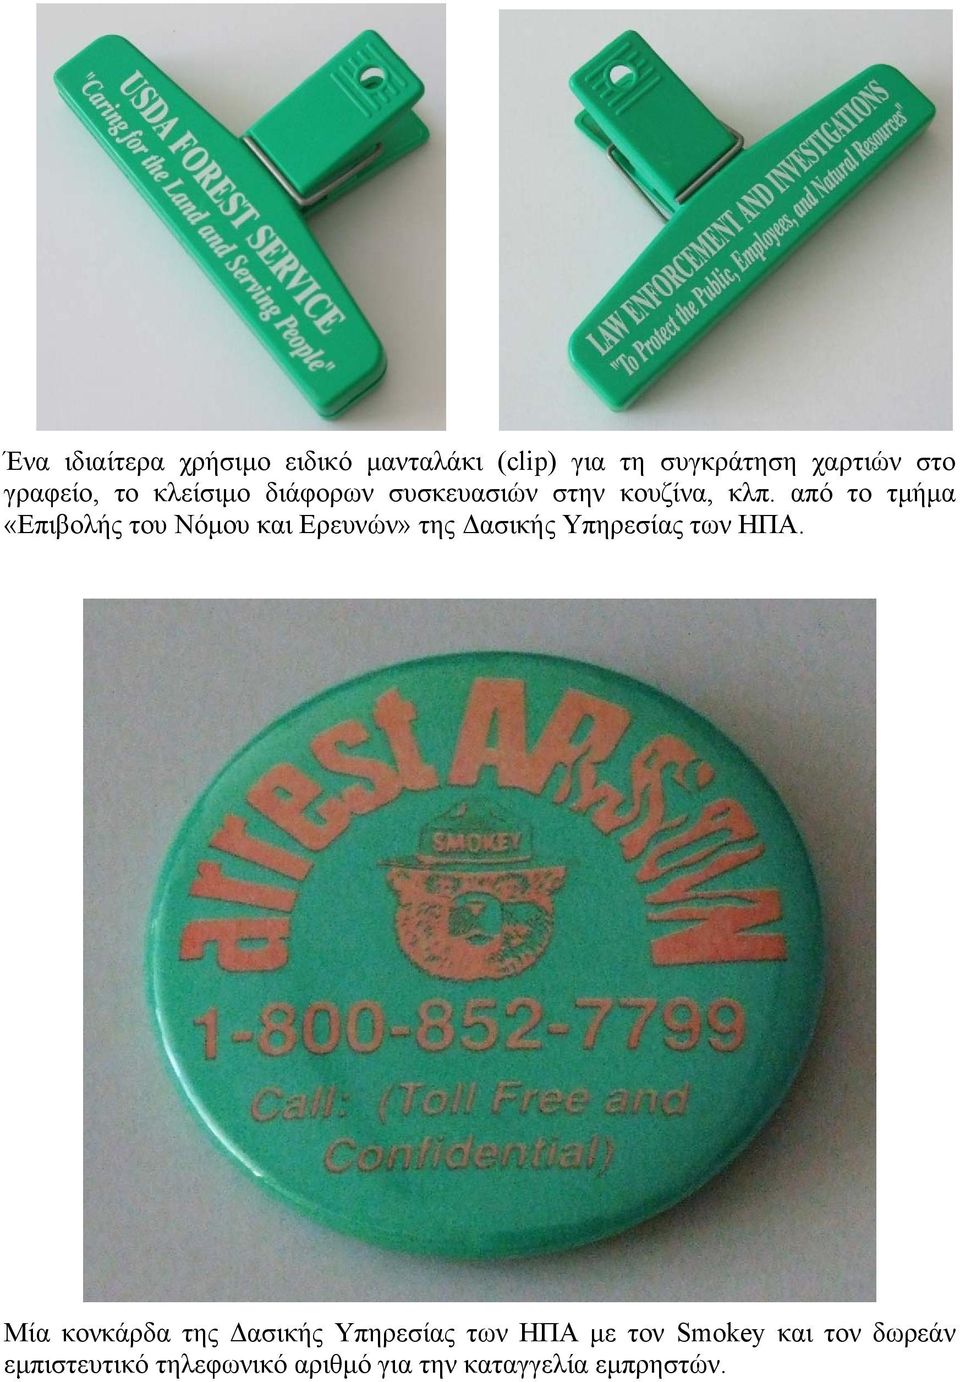 USDA FOREST SERVICE
"Caring for the Land and Serving People"
LAW ENFORCEMENT AND INVESTIGATIONS
"To Protect the Public, Employees, and Natural Resources"
Ένα ιδιαίτερα χρήσιμο ειδικό μανταλάκι (clip) για τη συγκράτηση χαρτιών στο
γραφείο, το κλείσιμο διάφορων συσκευασιών στην κουζίνα, κλπ. από το τμήμα
«Επιβολής του Νόμου και Ερευνών» της Δασικής Υπηρεσίας των ΗΠΑ.
arrest ARSON
SMOKEY
1-800-852-7799
Call: (Toll Free and
Confidential)
Μία κονκάρδα της Δασικής Υπηρεσίας των ΗΠΑ με τον Smokey και τον δωρεάν
εμπιστευτικό τηλεφωνικό αριθμό για την καταγγελία εμπρηστών.